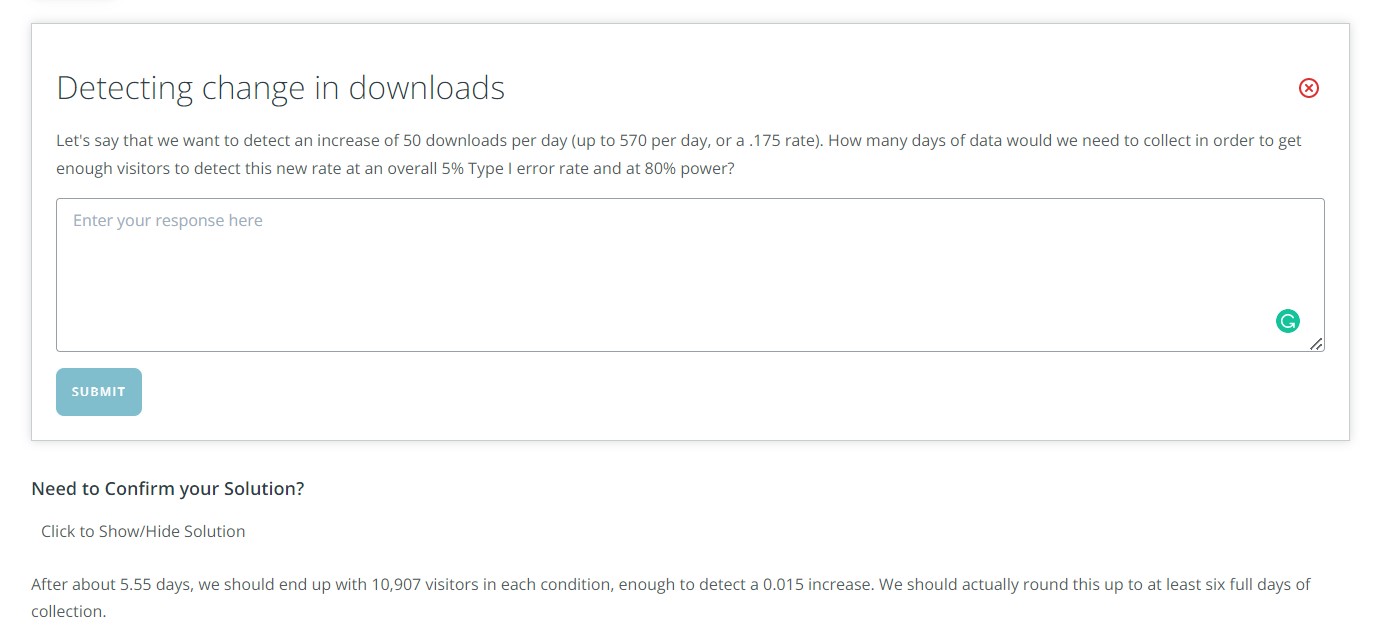 Detecting change in downloads
Let's say that we want to detect an increase of 50 downloads per day (up to 570 per day, or a .175 rate). How many days of data would we need to collect in order to get
enough visitors to detect this new rate at an overall 5% Type I error rate and at 80% power?
Enter your response here
SUBMIT
Need to Confirm your Solution?
Click to Show/Hide Solution
After about 5.55 days, we should end up with 10,907 visitors in each condition, enough to detect a 0.015 increase. We should actually round this up to at least six full days of
collection.